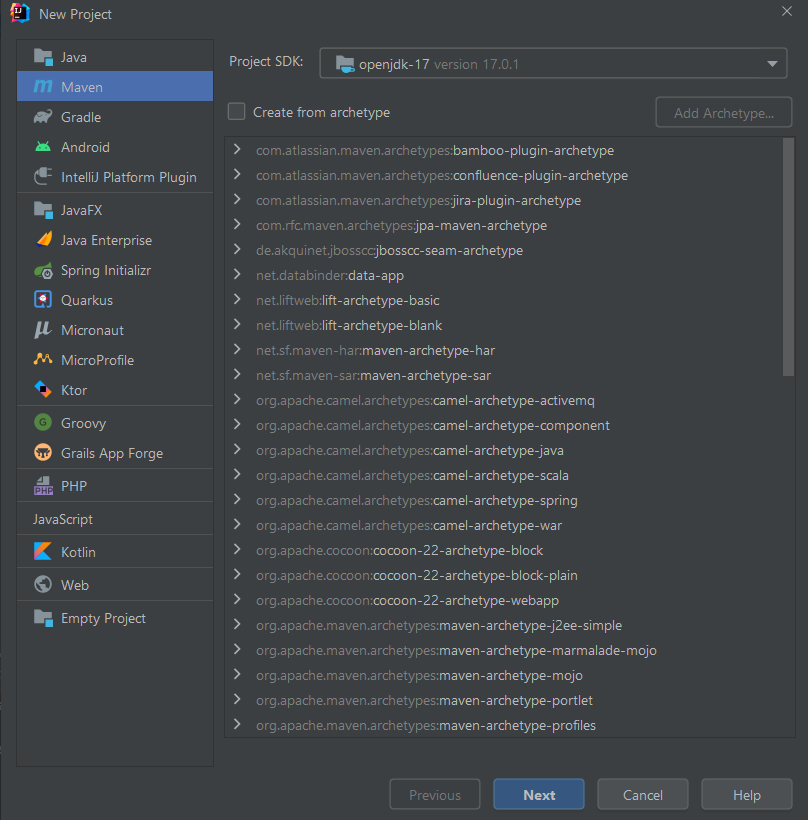 New Project
Java
Maven
Gradle
Android
IntelliJ Platform Plugin
JavaFX
Java Enterprise
Spring Initializr
Quarkus
Micronaut
MicroProfile
Ktor
Groovy
Grails App Forge
PHP
JavaScript
Kotlin
Web
Empty Project
Project SDK: openjdk-17 version 17.0.1
Create from archetype Add Archetype...
com.atlassian.maven.archetypes:bamboo-plugin-archetype
com.atlassian.maven.archetypes:confluence-plugin-archetype
com.atlassian.maven.archetypes:jira-plugin-archetype
com.rfc.maven.archetypes:jpa-maven-archetype
de.akquinet.jbosscc:jbosscc-seam-archetype
net.databinder:data-app
net.liftweb:lift-archetype-basic
net.liftweb:lift-archetype-blank
net.sf.maven-har:maven-archetype-har
net.sf.maven-sar:maven-archetype-sar
org.apache.camel.archetypes:camel-archetype-activemq
org.apache.camel.archetypes:camel-archetype-component
org.apache.camel.archetypes:camel-archetype-java
org.apache.camel.archetypes:camel-archetype-scala
org.apache.camel.archetypes:camel-archetype-spring
org.apache.camel.archetypes:camel-archetype-war
org.apache.cocoon:cocoon-22-archetype-block
org.apache.cocoon:cocoon-22-archetype-block-plain
org.apache.cocoon:cocoon-22-archetype-webapp
org.apache.maven.archetypes:maven-archetype-j2ee-simple
org.apache.maven.archetypes:maven-archetype-marmalade-mojo
org.apache.maven.archetypes:maven-archetype-mojo
org.apache.maven.archetypes:maven-archetype-portlet
org.apache.maven.archetypes:maven-archetype-profiles
Previous Next Cancel Help